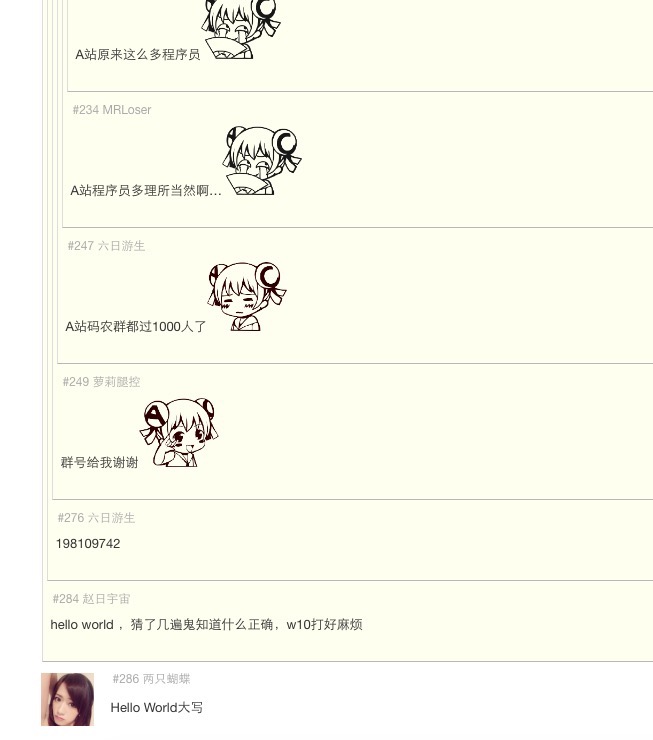 A站原来这么多程序员
#234 MRLoser
A站程序员多理所当然啊...
#247 六日游生
A站码农群都过1000人了
#249 萝莉腿控
群号给我谢谢
#276 六日游生
198109742
#284 赵日宇宙
hello world ，猜了几遍鬼知道什么正确，w10打好麻烦
#286 两只蝴蝶
Hello World大写